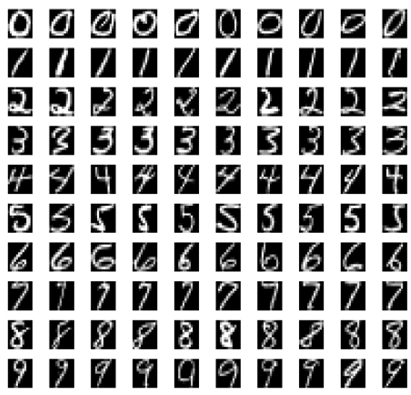 0 0 0 0 0 0 0 0 0 0
1 1 1 1 1 1 1 1 1 1
2 2 2 2 2 2 2 2 2 2
3 3 3 3 3 3 3 3 3 3
4 4 4 4 4 4 4 4 4 4
5 5 5 5 5 5 5 5 5 5
6 6 6 6 6 6 6 6 6 6
7 7 7 7 7 7 7 7 7 7
8 8 8 8 8 8 8 8 8 8
9 9 9 9 9 9 9 9 9 9